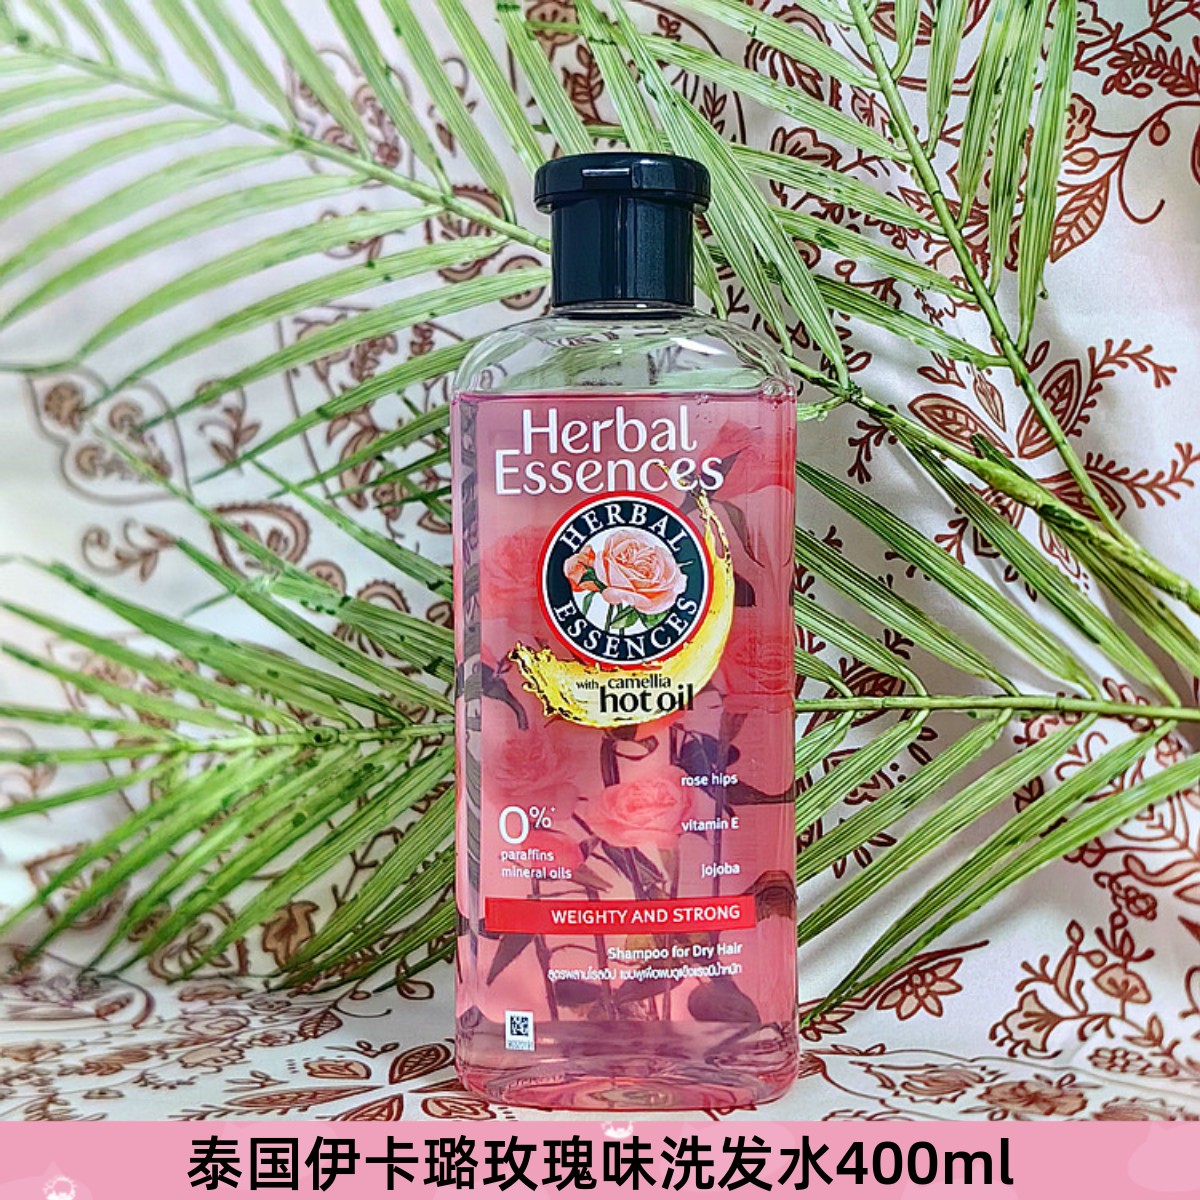 Herbal
Essences
HERBAL
ESSENCES
with camellia
hot oil
rose hips
0%*
vitamin E
paraffins
mineral oils
jojoba
WEIGHTY AND STRONG
Shampoo for Dry Hair
泰国伊卡璐玫瑰味洗发水400ml